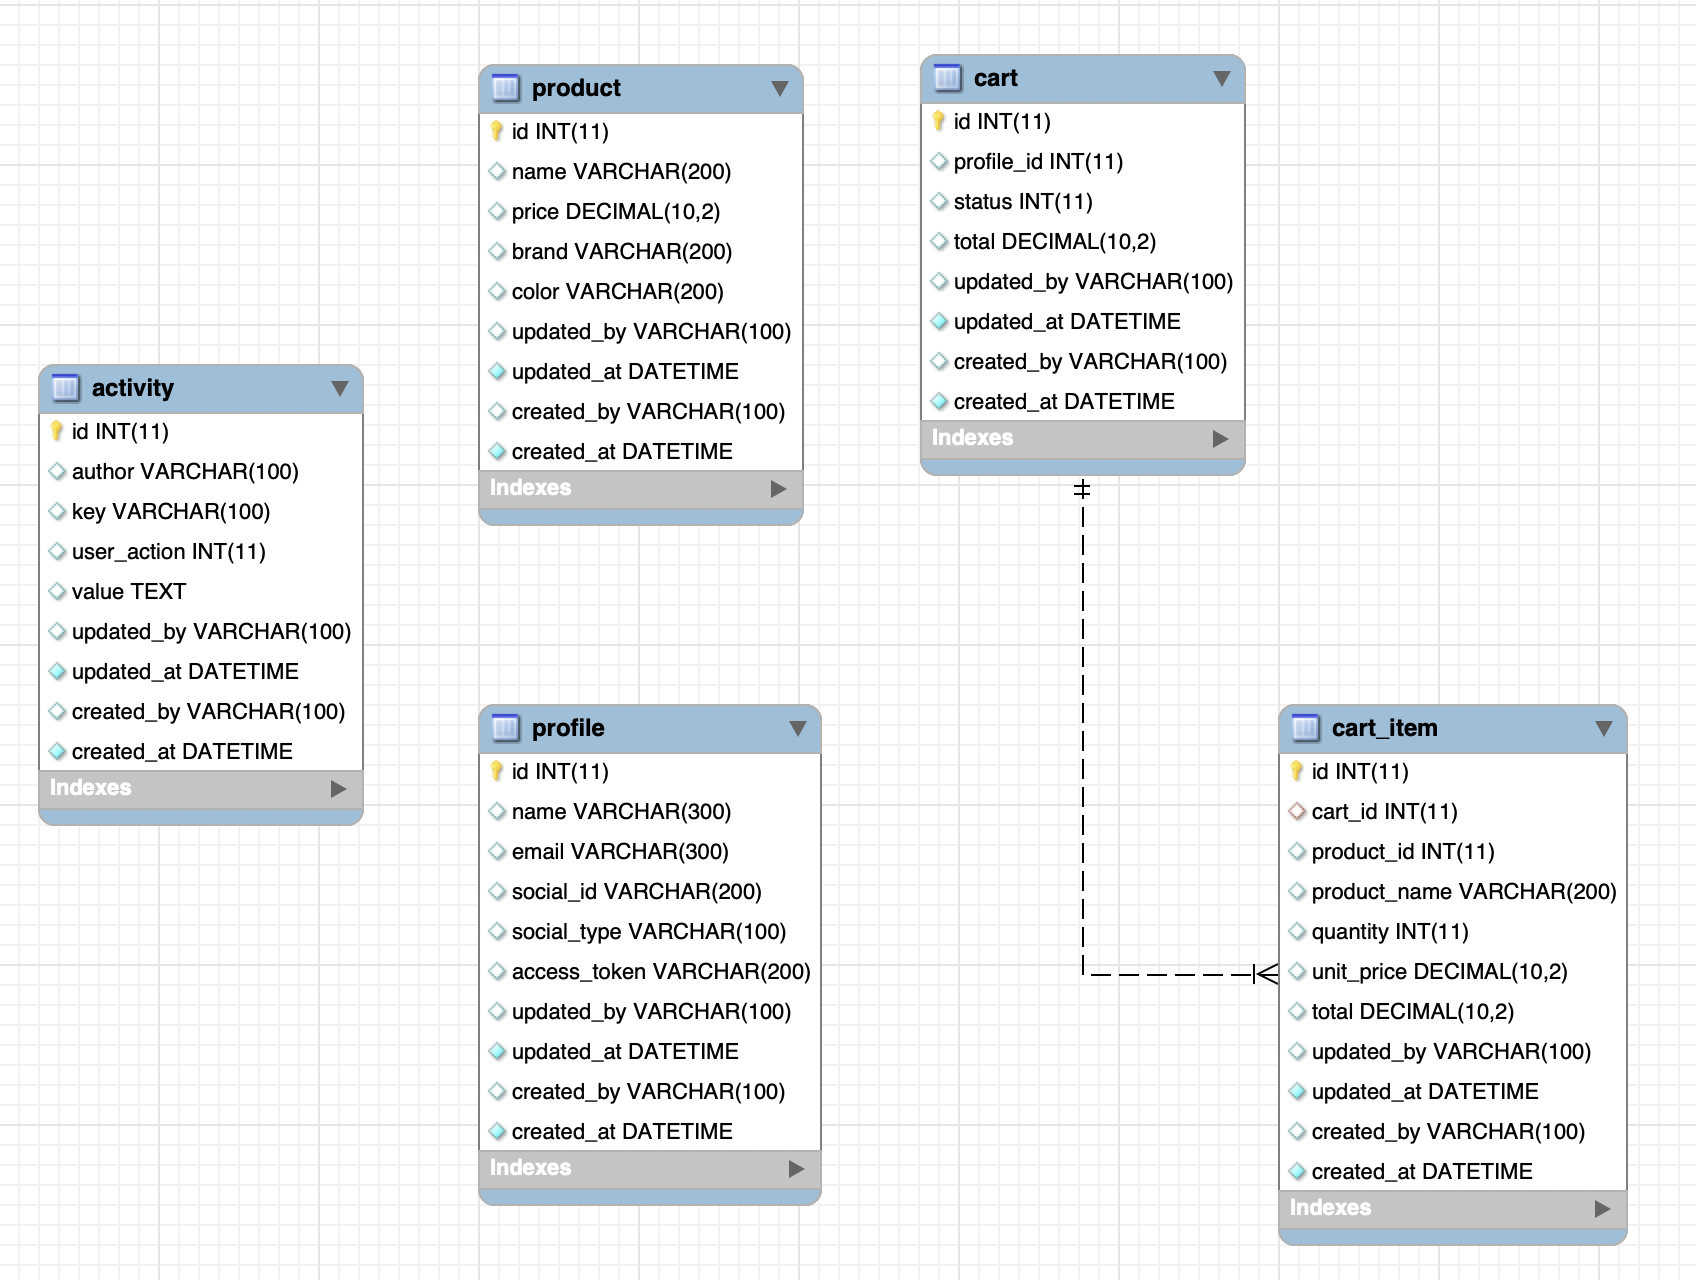 product
id INT(11)
name VARCHAR(200)
price DECIMAL(10,2)
brand VARCHAR(200)
color VARCHAR(200)
updated_by VARCHAR(100)
updated_at DATETIME
created_by VARCHAR(100)
created_at DATETIME
Indexes
cart
id INT(11)
profile_id INT(11)
status INT(11)
total DECIMAL(10,2)
updated_by VARCHAR(100)
updated_at DATETIME
created_by VARCHAR(100)
created_at DATETIME
Indexes
activity
id INT(11)
author VARCHAR(100)
key VARCHAR(100)
user_action INT(11)
value TEXT
updated_by VARCHAR(100)
updated_at DATETIME
created_by VARCHAR(100)
created_at DATETIME
Indexes
profile
id INT(11)
name VARCHAR(300)
email VARCHAR(300)
social_id VARCHAR(200)
social_type VARCHAR(100)
access_token VARCHAR(200)
updated_by VARCHAR(100)
updated_at DATETIME
created_by VARCHAR(100)
created_at DATETIME
Indexes
cart_item
id INT(11)
cart_id INT(11)
product_id INT(11)
product_name VARCHAR(200)
quantity INT(11)
unit_price DECIMAL(10,2)
total DECIMAL(10,2)
updated_by VARCHAR(100)
updated_at DATETIME
created_by VARCHAR(100)
created_at DATETIME
Indexes